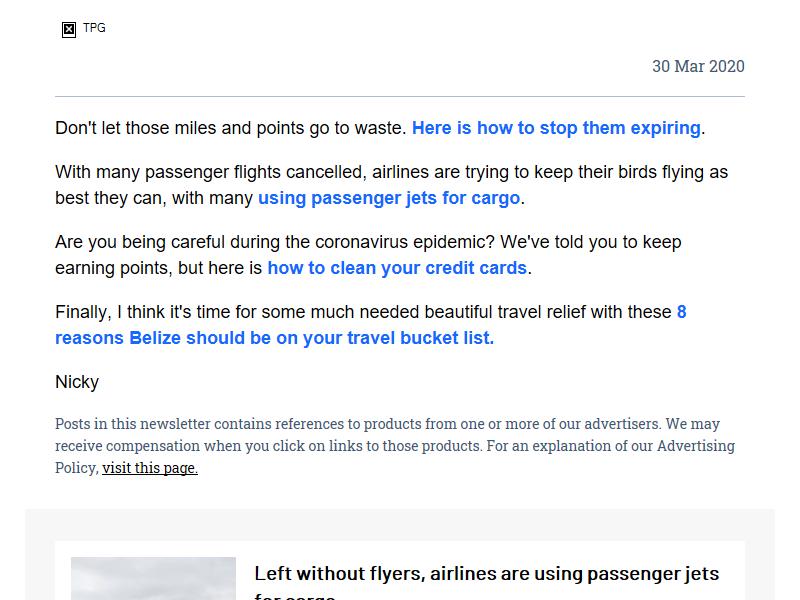 TPG
30 Mar 2020
Don't let those miles and points go to waste. Here is how to stop them expiring.
With many passenger flights cancelled, airlines are trying to keep their birds flying as
best they can, with many using passenger jets for cargo.
Are you being careful during the coronavirus epidemic? We've told you to keep
earning points, but here is how to clean your credit cards.
Finally, I think it's time for some much needed beautiful travel relief with these 8
reasons Belize should be on your travel bucket list.
Nicky
Posts in this newsletter contains references to products from one or more of our advertisers. We may
receive compensation when you click on links to those products. For an explanation of our Advertising
Policy, visit this page.
Left without flyers, airlines are using passenger jets
for cargo